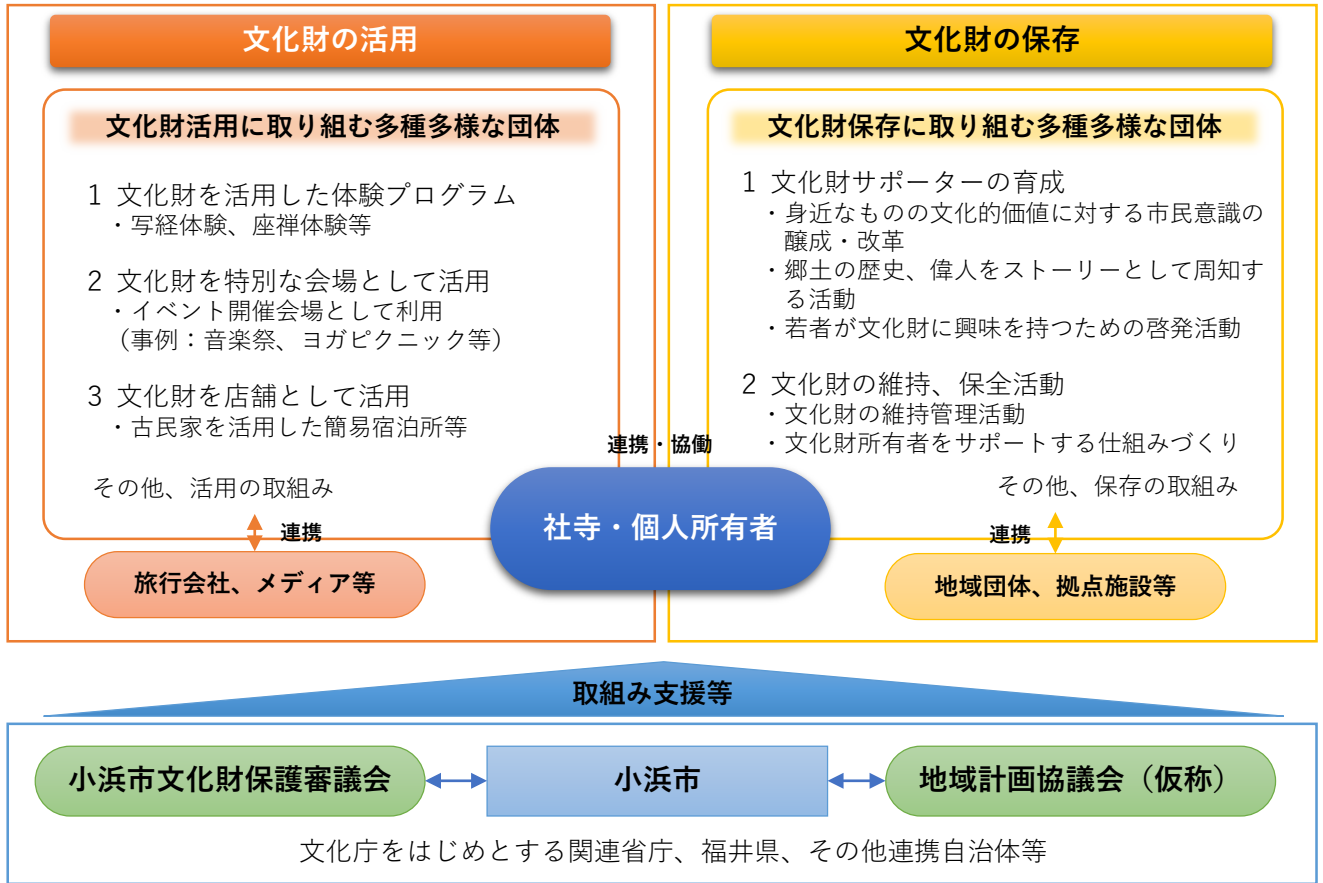 文化財の活用
文化財活用に取り組む多種多様な団体
1 文化財を活用した体験プログラム
・写経体験、座禅体験等
2 文化財を特別な会場として活用
・イベント開催会場として利用
（事例：音楽祭、ヨガピクニック等）
3 文化財を店舗として活用
・古民家を活用した簡易宿泊所等
その他、活用の取組み
連携
旅行会社、メディア等
文化財の保存
文化財保存に取り組む多種多様な団体
1 文化財サポーターの育成
・身近なものの文化的価値に対する市民意識の
醸成・改革
・郷土の歴史、偉人をストーリーとして周知す
る活動
・若者が文化財に興味を持つための啓発活動
2 文化財の維持、保全活動
・文化財の維持管理活動
・文化財所有者をサポートする仕組みづくり
その他、保存の取組み
連携
地域団体、拠点施設等
連携・協働
社寺・個人所有者
取組み支援等
小浜市文化財保護審議会
小浜市
地域計画協議会（仮称）
文化庁をはじめとする関連省庁、福井県、その他連携自治体等